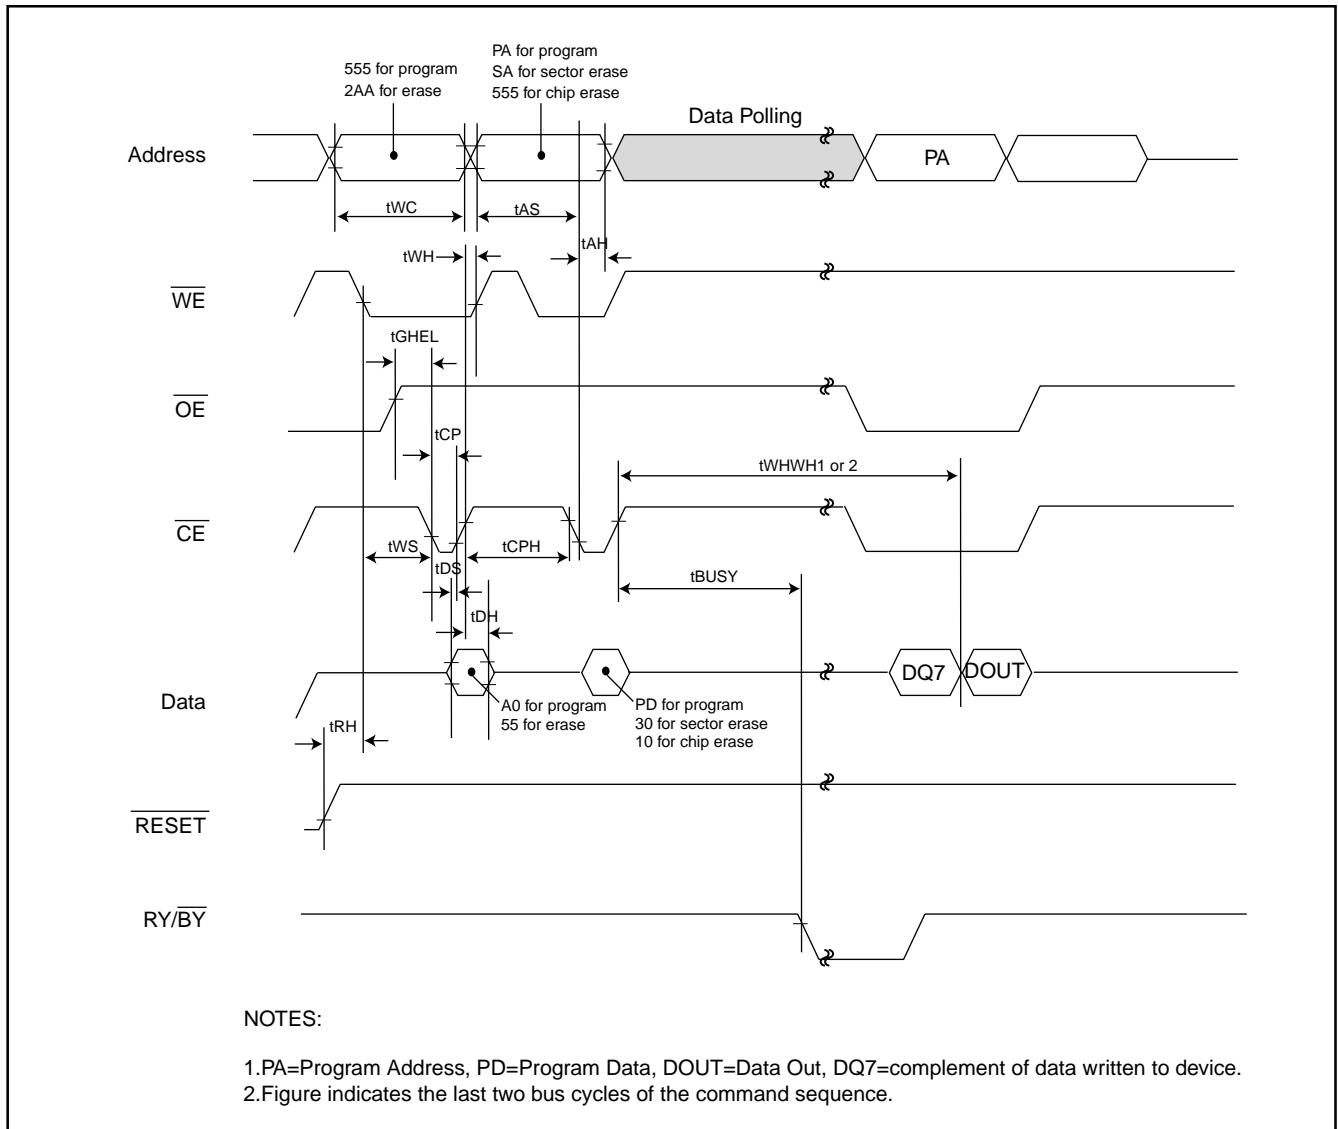 555 for program
2AA for erase
PA for program
SA for sector erase
555 for chip erase
Data Polling
Address
PA
tWC
tAS
tAH
tWH
WE
tGHEL
OE
tCP
tWHWH1 or 2
CE
tWS
tCPH
tDS
tBUSY
tDH
Data
DQ7
DOUT
A0 for program
55 for erase
PD for program
30 for sector erase
10 for chip erase
tRH
RESET
RY/BY
NOTES:
1.PA=Program Address, PD=Program Data, DOUT=Data Out, DQ7=complement of data written to device.
2.Figure indicates the last two bus cycles of the command sequence.